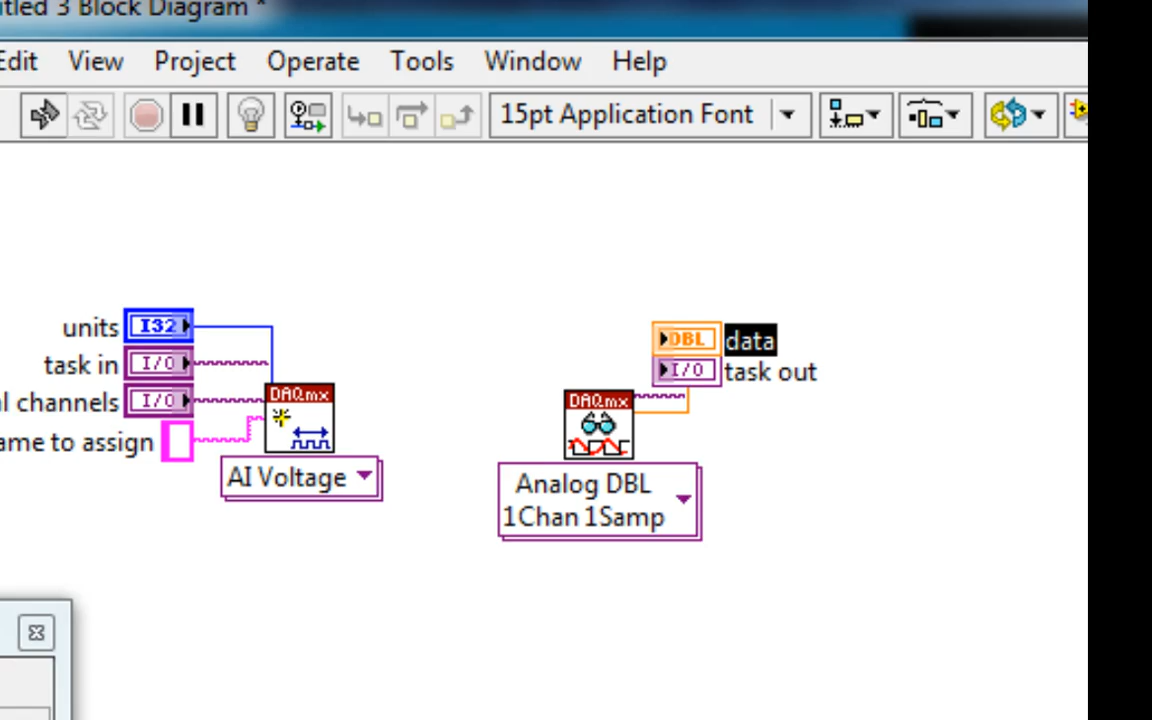 titled 3 Block Diagram *
Edit View Project Operate Tools Window Help
15pt Application Font
units I32
task in I/O
l channels I/O
ame to assign
DAQmx
AI Voltage
DBL data
I/O task out
DAQmx
Analog DBL
1Chan 1Samp